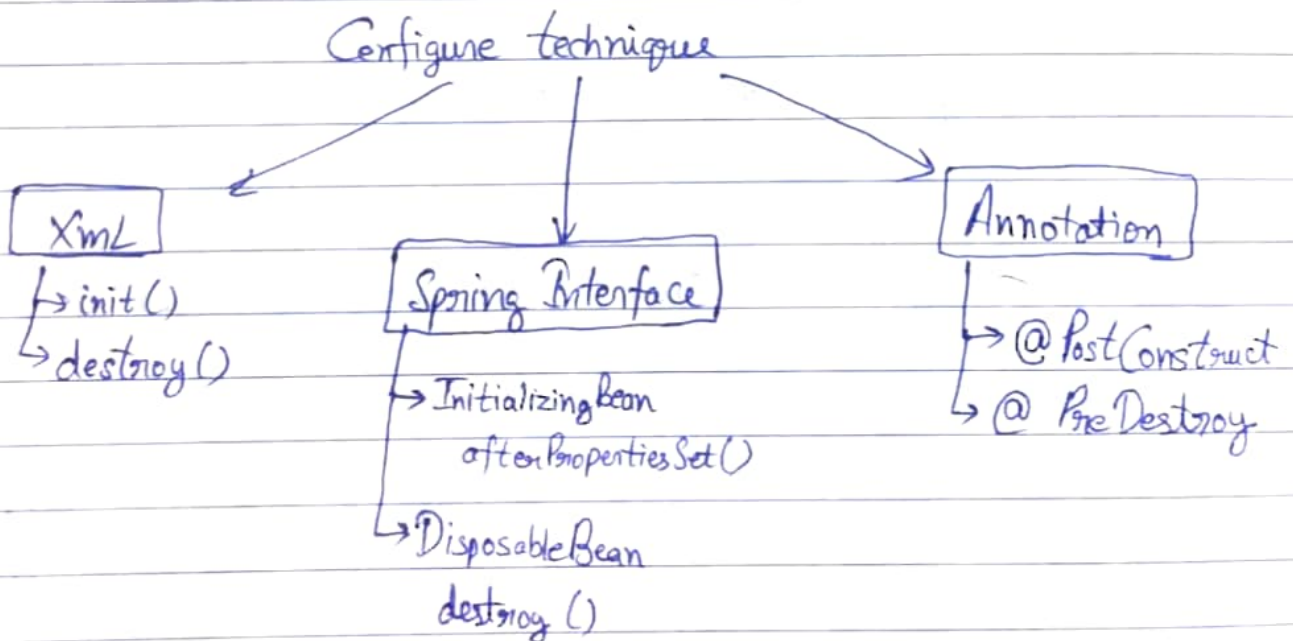 Configure technique
XmL
init()
destroy()
Spring Interface
InitializingBean
afterPropertiesSet()
DisposableBean
destroy ()
Annotation
@ PostConstruct
@ PreDestroy